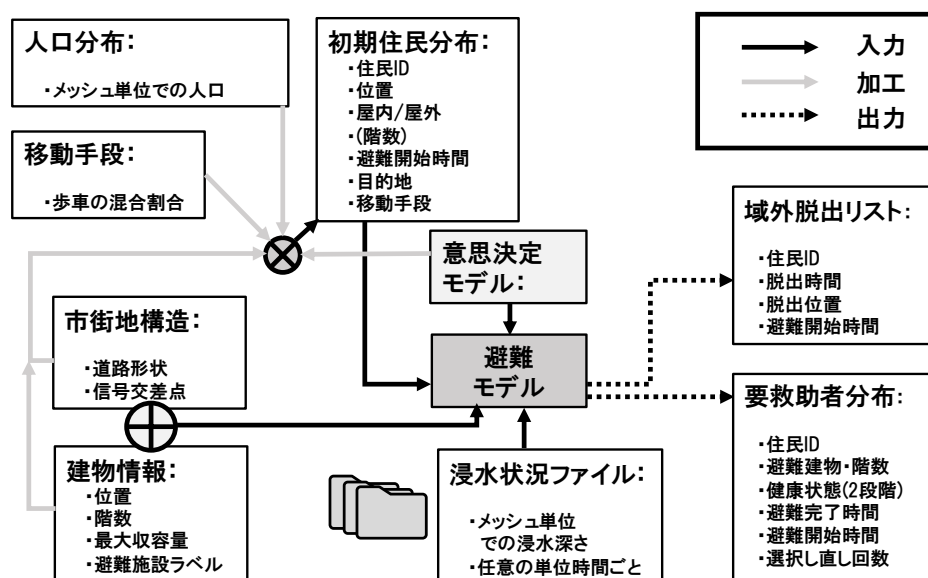 人口分布：
・メッシュ単位での人口
移動手段：
・歩車の混合割合
初期住民分布：
・住民ID
・位置
・屋内/屋外
・(階数)
・避難開始時間
・目的地
・移動手段
入力
加工
出力
意思決定
モデル：
市街地構造：
・道路形状
・信号交差点
避難
モデル
建物情報：
・位置
・階数
・最大収容量
・避難施設ラベル
浸水状況ファイル：
・メッシュ単位
での浸水深さ
・任意の単位時間ごと
域外脱出リスト：
・住民ID
・脱出時間
・脱出位置
・避難開始時間
要救助者分布：
・住民ID
・避難建物・階数
・健康状態(2段階)
・避難完了時間
・避難開始時間
・選択し直し回数